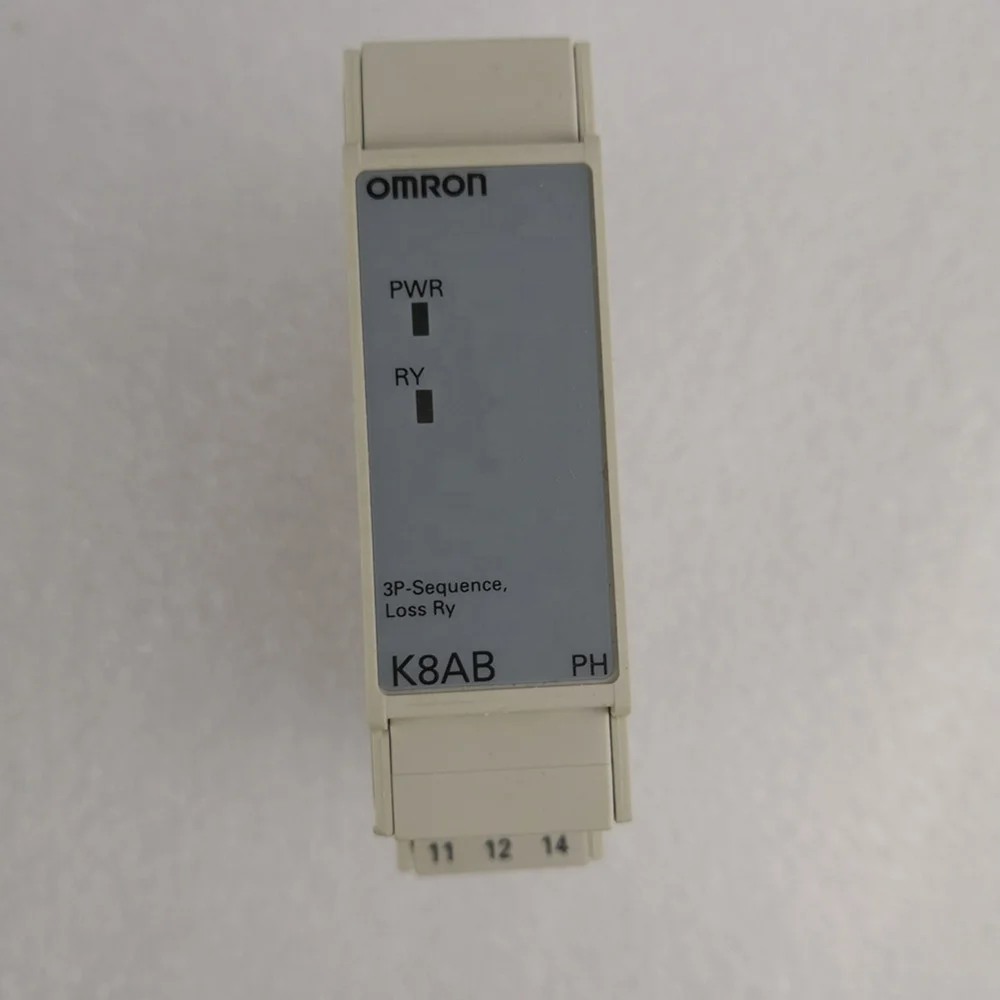 OMRON
PWR
RY
3P-Sequence,
Loss Ry
K8AB PH
11 12 14